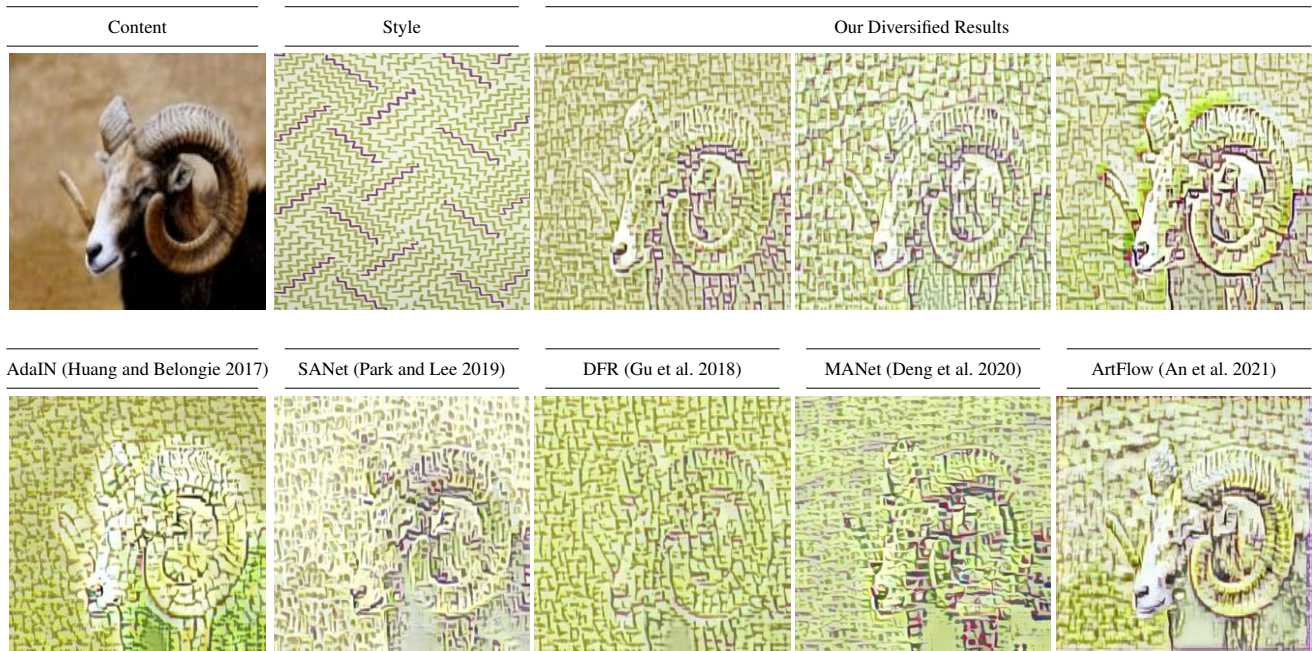 Content
Style
Our Diversified Results
AdaIN (Huang and Belongie 2017)
SANet (Park and Lee 2019)
DFR (Gu et al. 2018)
MANet (Deng et al. 2020)
ArtFlow (An et al. 2021)